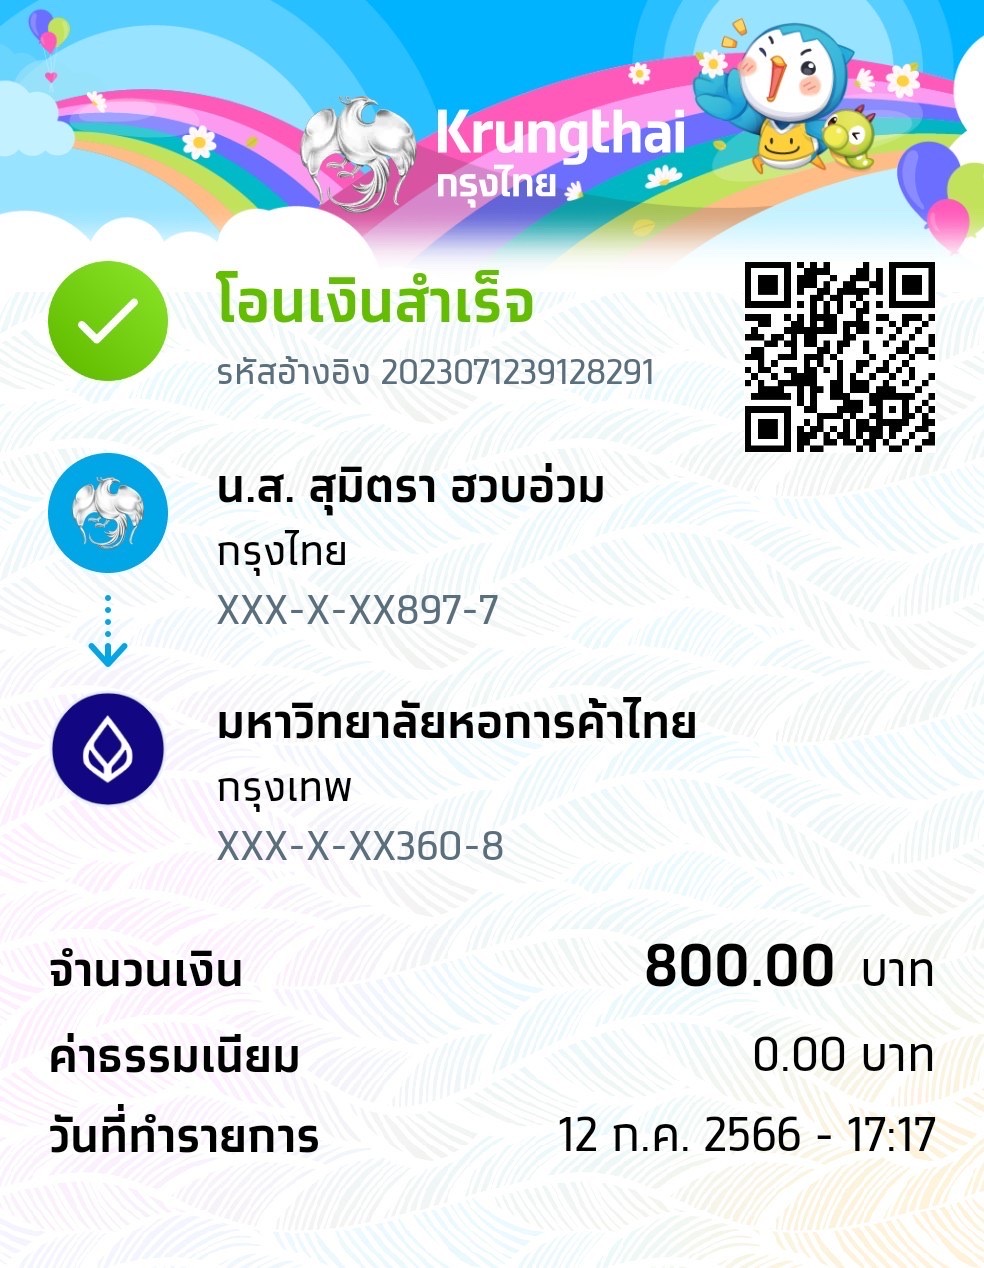 Krungthai
กรุงไทย
โอนเงินสำเร็จ
รหัสอ้างอิง 2023071239128291
น.ส. สุมิตรา ฮวบอ่วม
กรุงไทย
XXX-X-XX897-7
มหาวิทยาลัยหอการค้าไทย
กรุงเทพ
XXX-X-XX360-8
จำนวนเงิน 800.00 บาท
ค่าธรรมเนียม 0.00 บาท
วันที่ทำรายการ 12 ก.ค. 2566 - 17:17